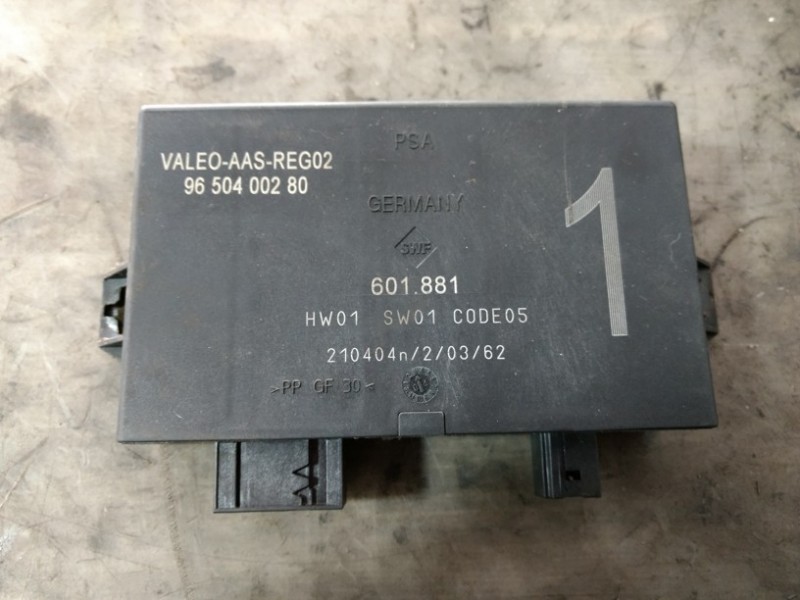 PSA
VALEO-AAS-REG02
96 504 002 80
GERMANY
SWF
1
601.881
HW01 SW01 CODE05
210404n/2/03/62
>PP GF 30<